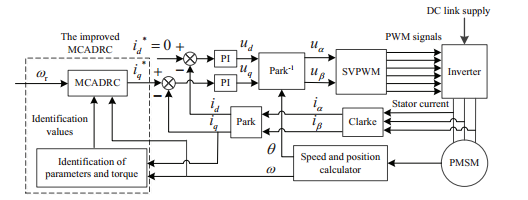 DC link supply
The improved
MCADRC
i_d^* = 0 +
−
PI
u_d
u_α
PWM signals
ω_r
MCADRC
i_q^* +
−
PI
u_q
Park⁻¹
u_β
SVPWM
Inverter
Identification
values
i_d
i_q
Park
i_α
i_β
Clarke
Stator current
Identification of
parameters and torque
θ
ω
Speed and position
calculator
PMSM